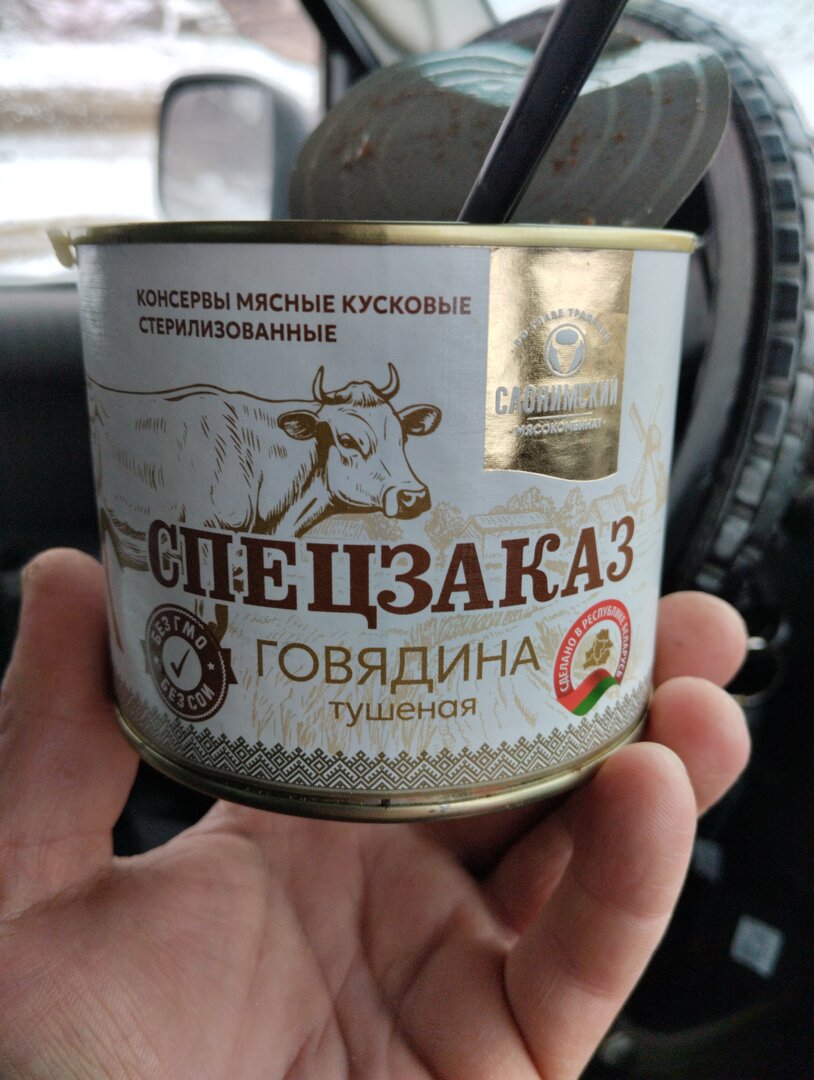 КОНСЕРВЫ МЯСНЫЕ КУСКОВЫЕ
СТЕРИЛИЗОВАННЫЕ
СЛОНИМСКИЙ
МЯСОКОМБИНАТ
СПЕЦЗАКАЗ
ГОВЯДИНА
тушеная
БЕЗ ГМО
БЕЗ СОИ
СДЕЛАНО В РЕСПУБЛИКЕ БЕЛАРУСЬ